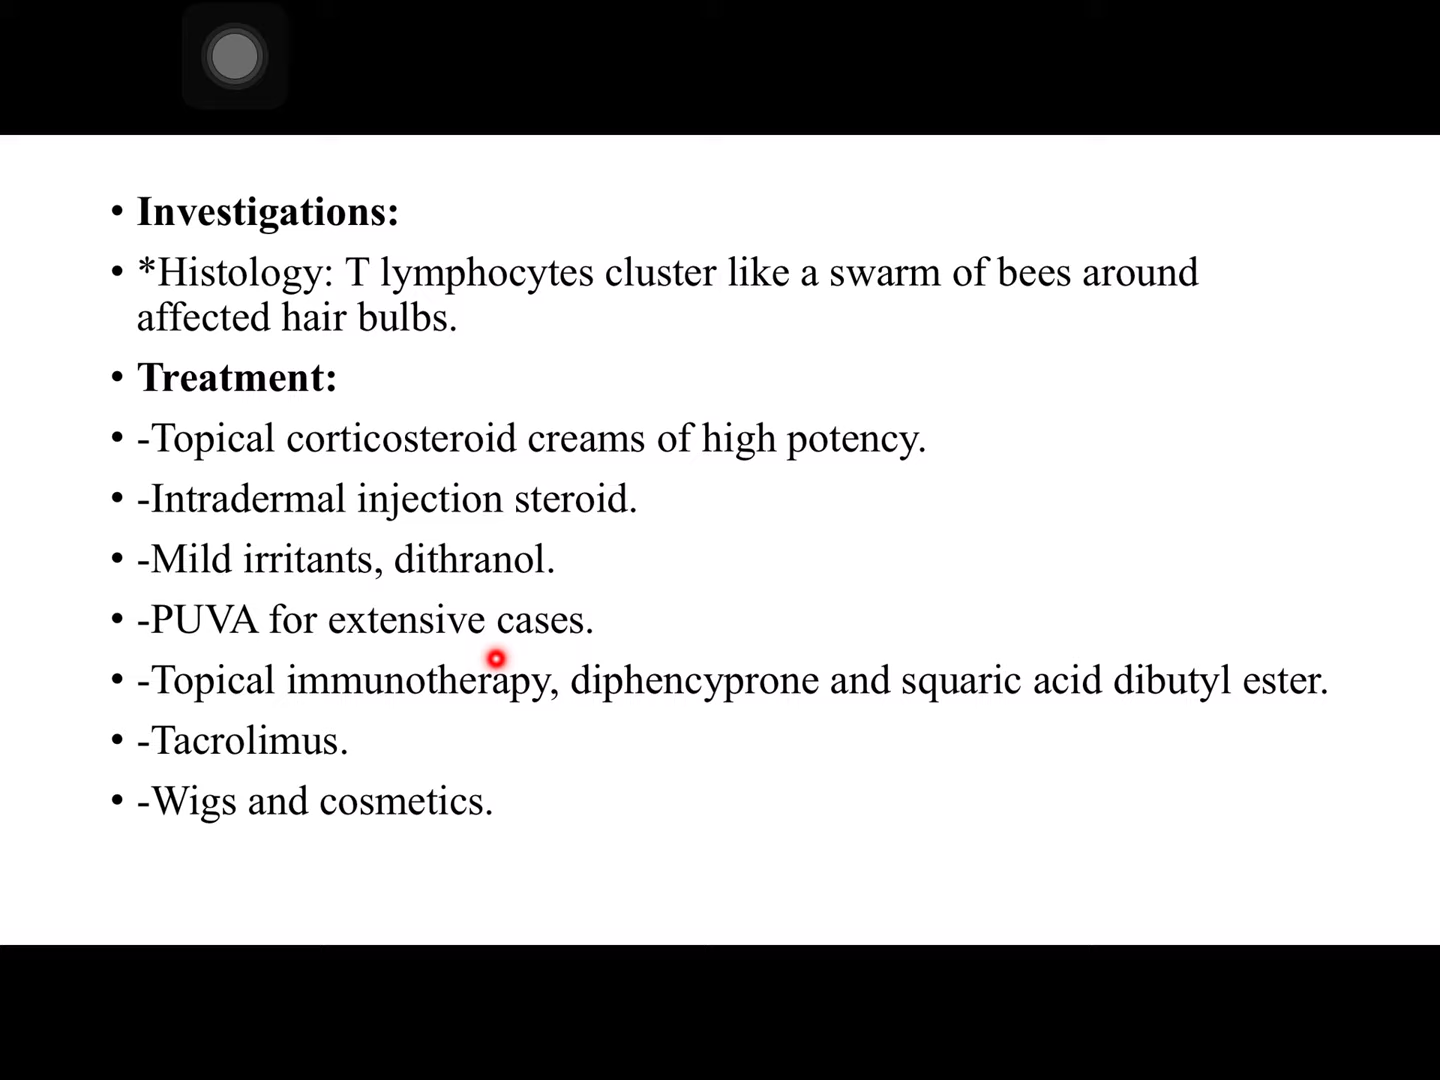 • Investigations:
• *Histology: T lymphocytes cluster like a swarm of bees around
affected hair bulbs.
• Treatment:
• -Topical corticosteroid creams of high potency.
• -Intradermal injection steroid.
• -Mild irritants, dithranol.
• -PUVA for extensive cases.
• -Topical immunotherapy, diphencyprone and squaric acid dibutyl ester.
• -Tacrolimus.
• -Wigs and cosmetics.